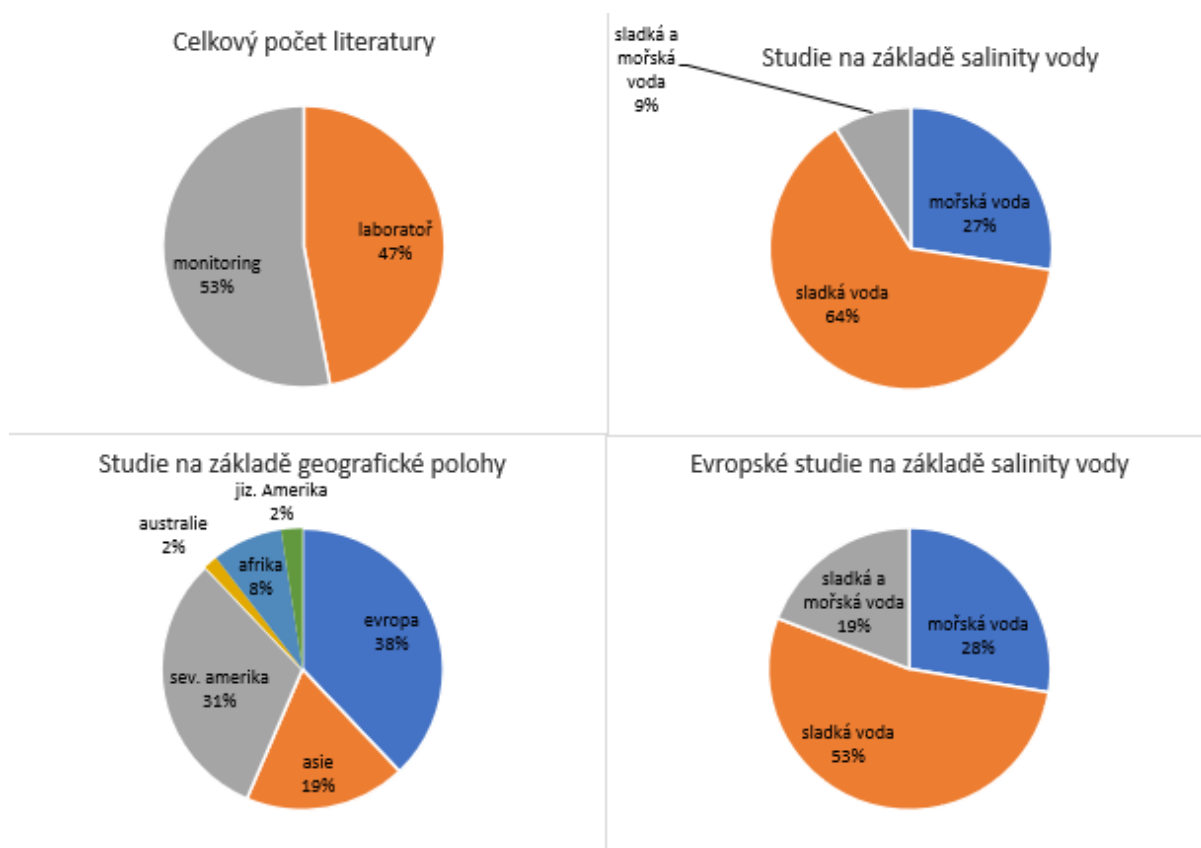 Celkový počet literatury
laboratoř
47%
monitoring
53%
Studie na základě salinity vody
sladká a
mořská
voda
9%
mořská voda
27%
sladká voda
64%
Studie na základě geografické polohy
jiz. Amerika
2%
australie
2%
afrika
8%
evropa
38%
sev. amerika
31%
asie
19%
Evropské studie na základě salinity vody
sladká a
mořská voda
19%
mořská voda
28%
sladká voda
53%